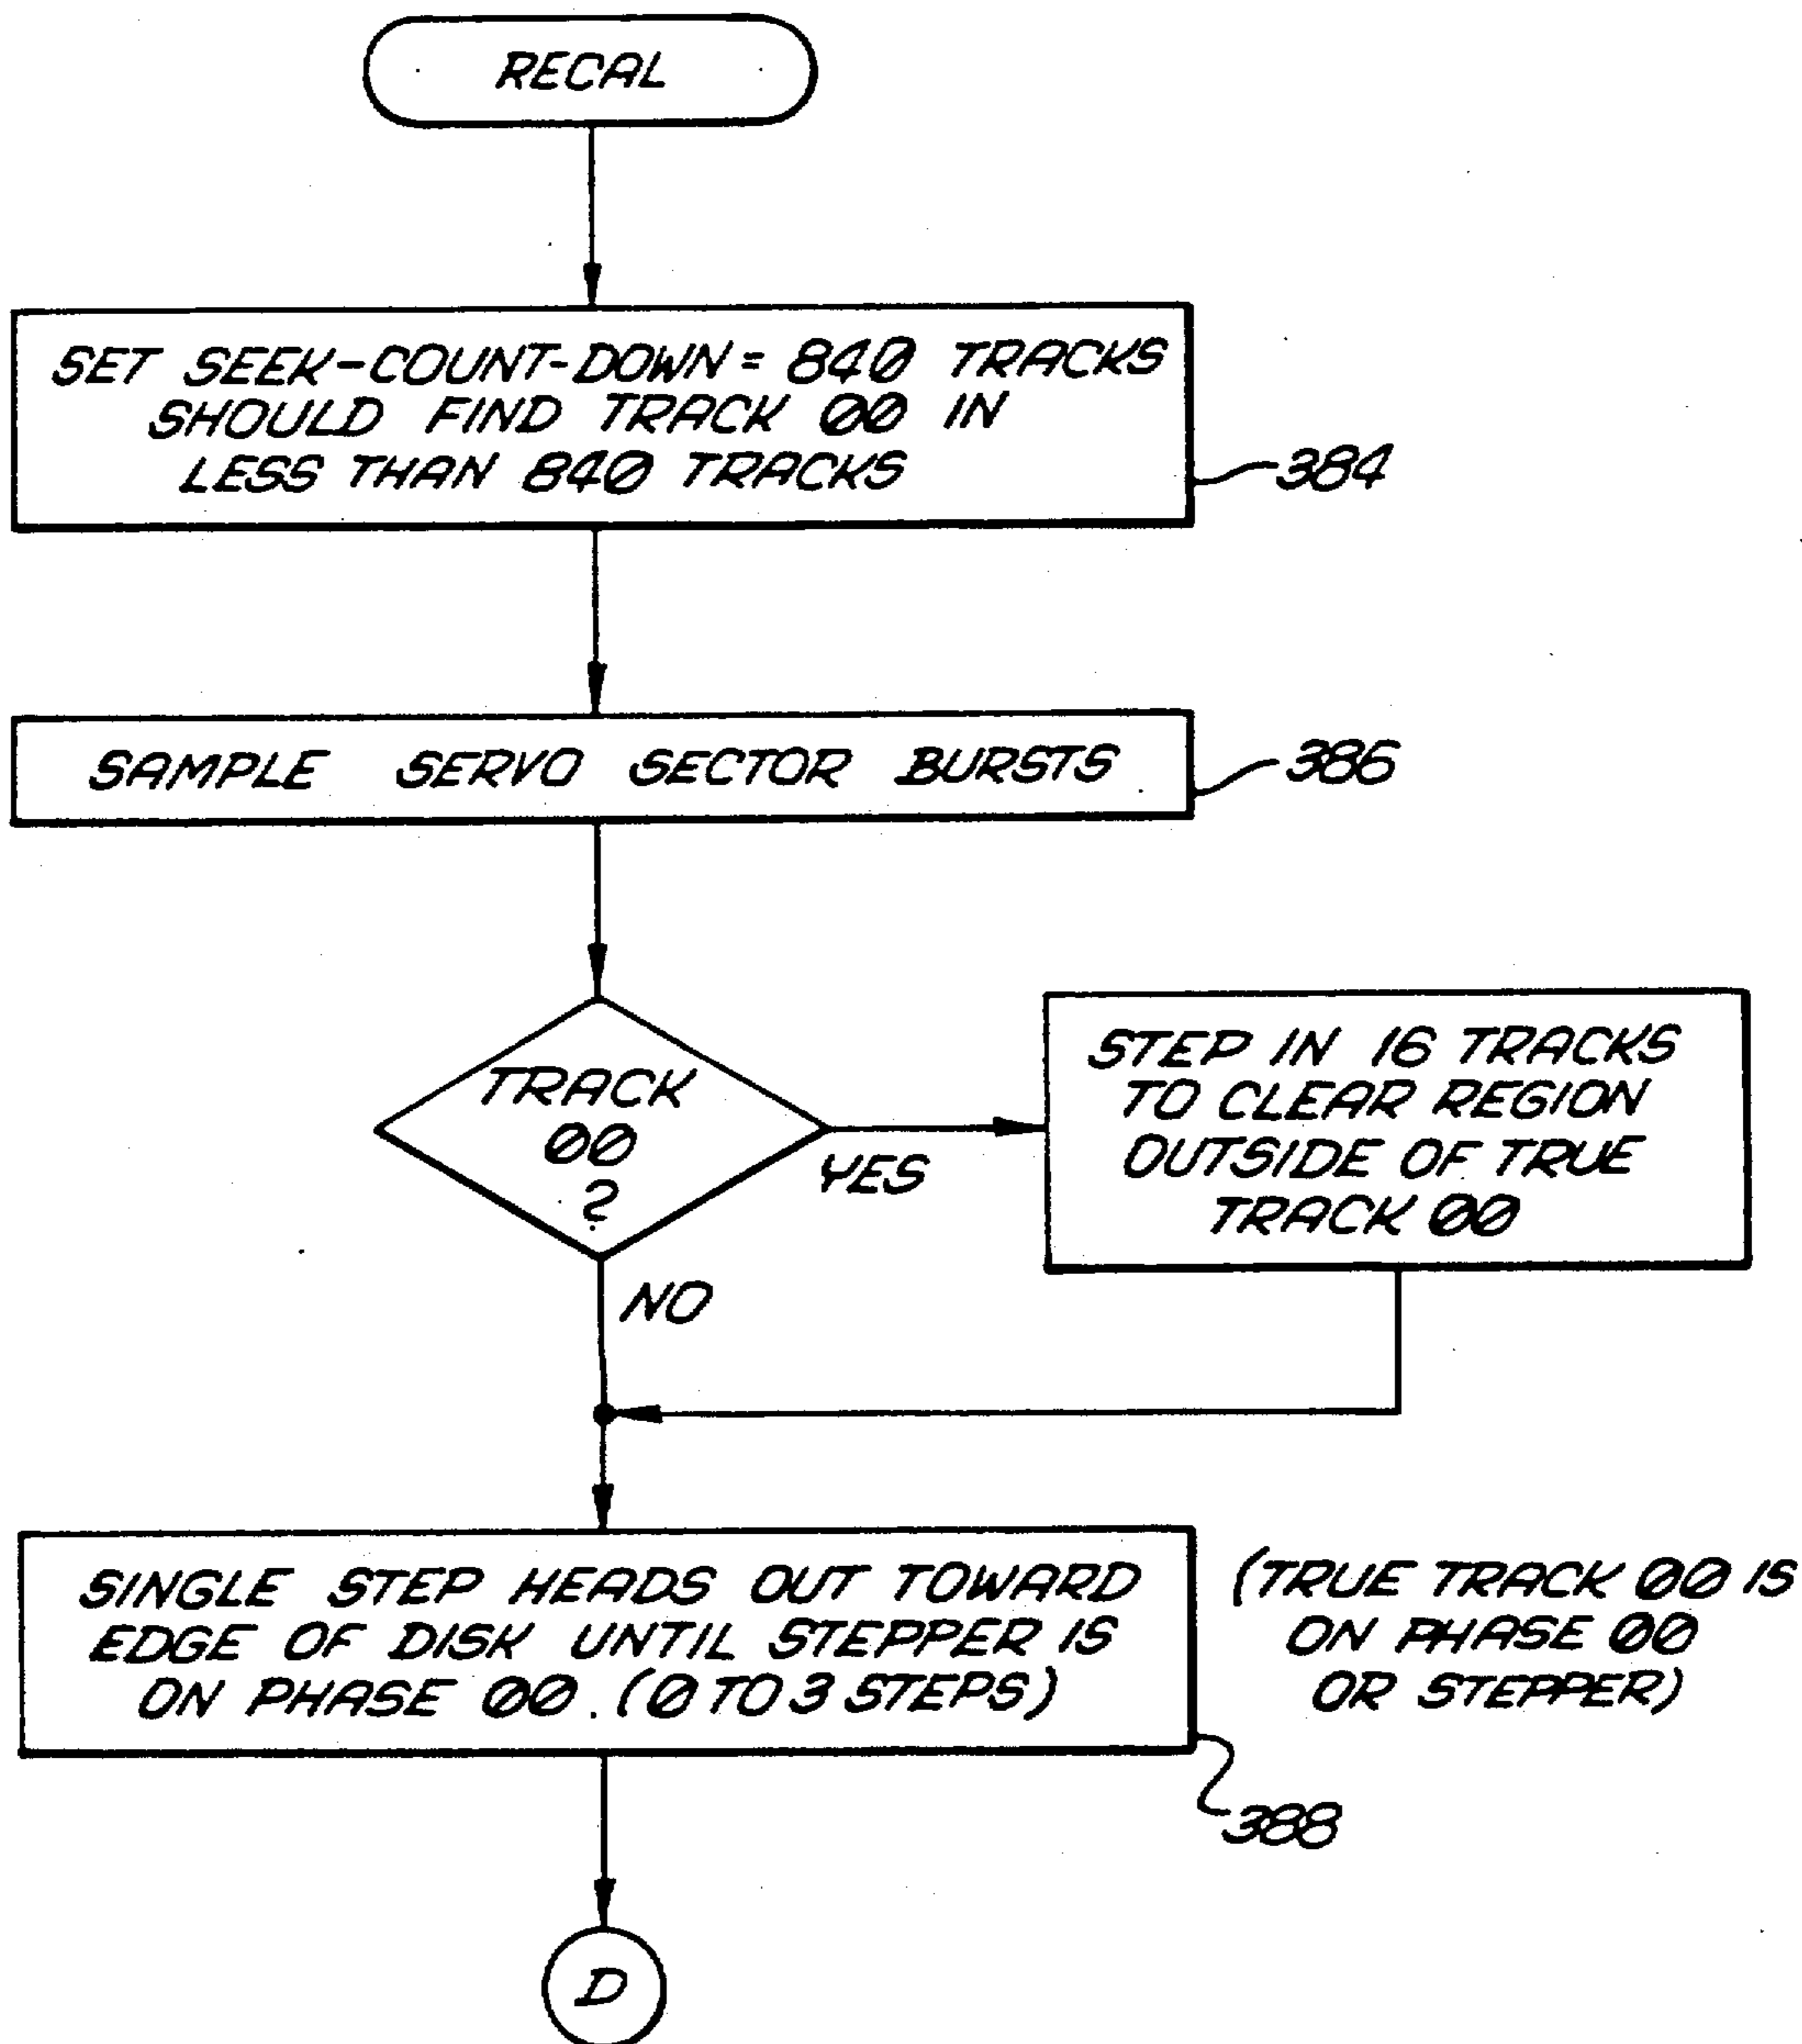 RECAL
SET SEEK-COUNT-DOWN = 840 TRACKS
SHOULD FIND TRACK 00 IN
LESS THAN 840 TRACKS
384
SAMPLE SERVO SECTOR BURSTS
386
TRACK
00
?
YES
STEP IN 16 TRACKS
TO CLEAR REGION
OUTSIDE OF TRUE
TRACK 00
NO
SINGLE STEP HEADS OUT TOWARD
EDGE OF DISK UNTIL STEPPER IS
ON PHASE 00. (0 TO 3 STEPS)
(TRUE TRACK 00 IS
ON PHASE 00
OR STEPPER)
388
D